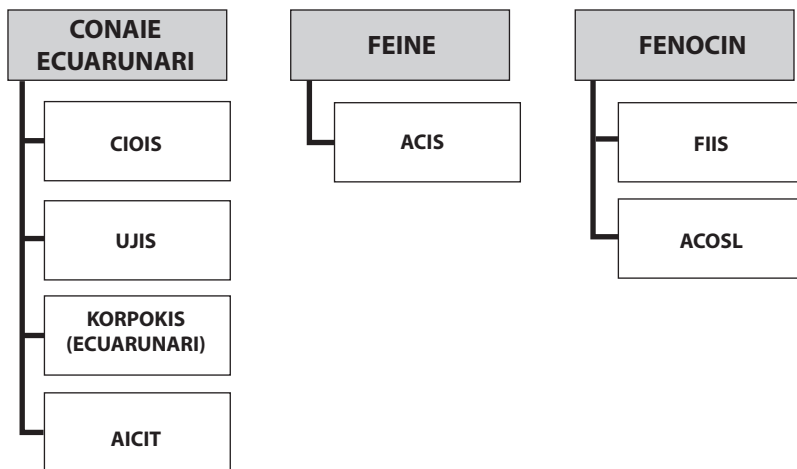 CONAIE
ECUARUNARI
CIOIS
UJIS
KORPOKIS
(ECUARUNARI)
AICIT
FEINE
ACIS
FENOCIN
FIIS
ACOSL